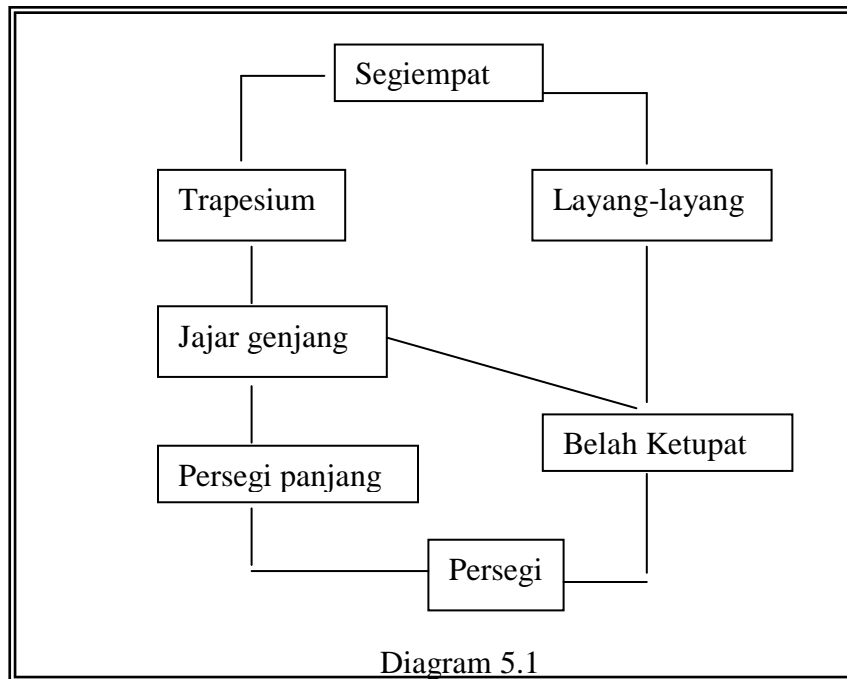 Segiempat
Trapesium
Layang-layang
Jajar genjang
Belah Ketupat
Persegi panjang
Persegi
Diagram 5.1